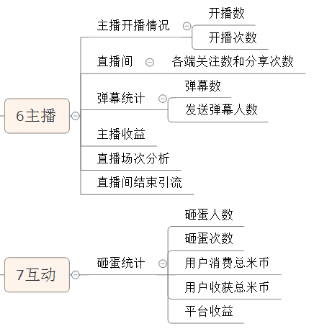 6主播
主播开播情况
开播数
开播次数
直播间
各端关注数和分享次数
弹幕统计
弹幕数
发送弹幕人数
主播收益
直播场次分析
直播间结束引流
7互动
砸蛋统计
砸蛋人数
砸蛋次数
用户消费总米币
用户收获总米币
平台收益